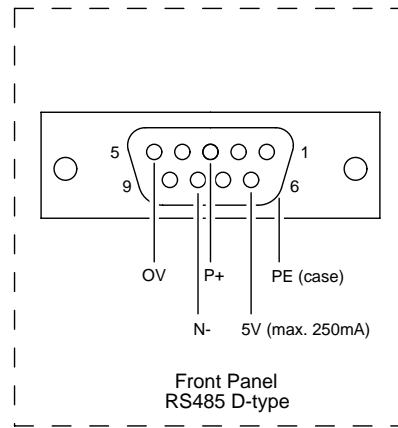 5 1
9 6
OV P+ PE (case)
N- 5V (max. 250mA)
Front Panel
RS485 D-type